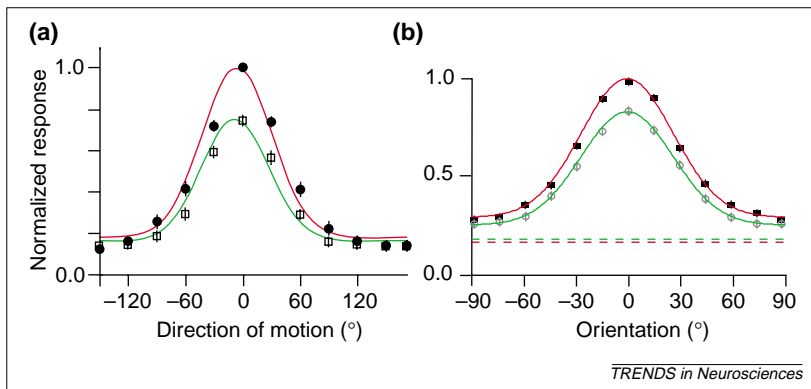 (a)
(b)
Normalized response
1.0
0.0
−120 −60 0 60 120
Direction of motion (°)
1.0
0.5
0.0
−90 −60 −30 0 30 60 90
Orientation (°)
TRENDS in Neurosciences